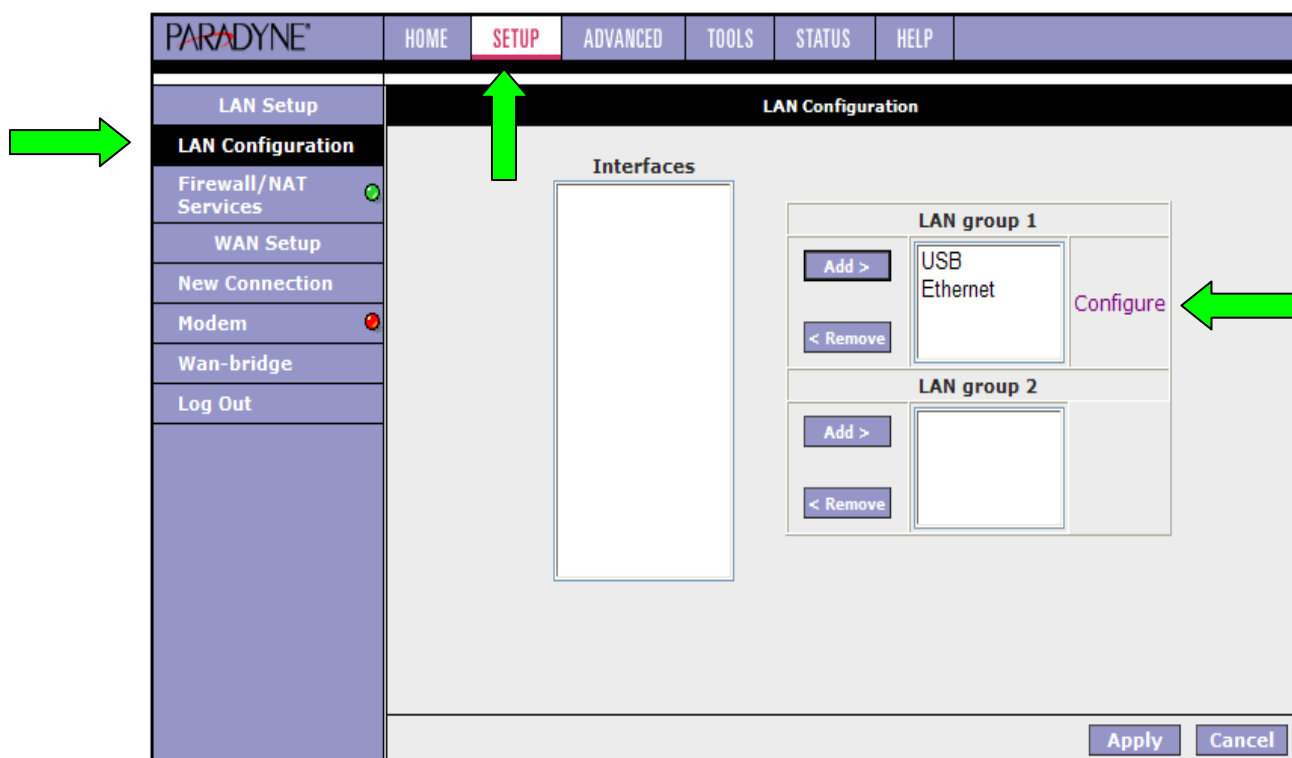 PARADYNE®
HOME
SETUP
ADVANCED
TOOLS
STATUS
HELP
LAN Setup
LAN Configuration
Firewall/NAT
Services
WAN Setup
New Connection
Modem
Wan-bridge
Log Out
LAN Configuration
Interfaces
LAN group 1
Add >
< Remove
USB
Ethernet
Configure
LAN group 2
Add >
< Remove
Apply
Cancel